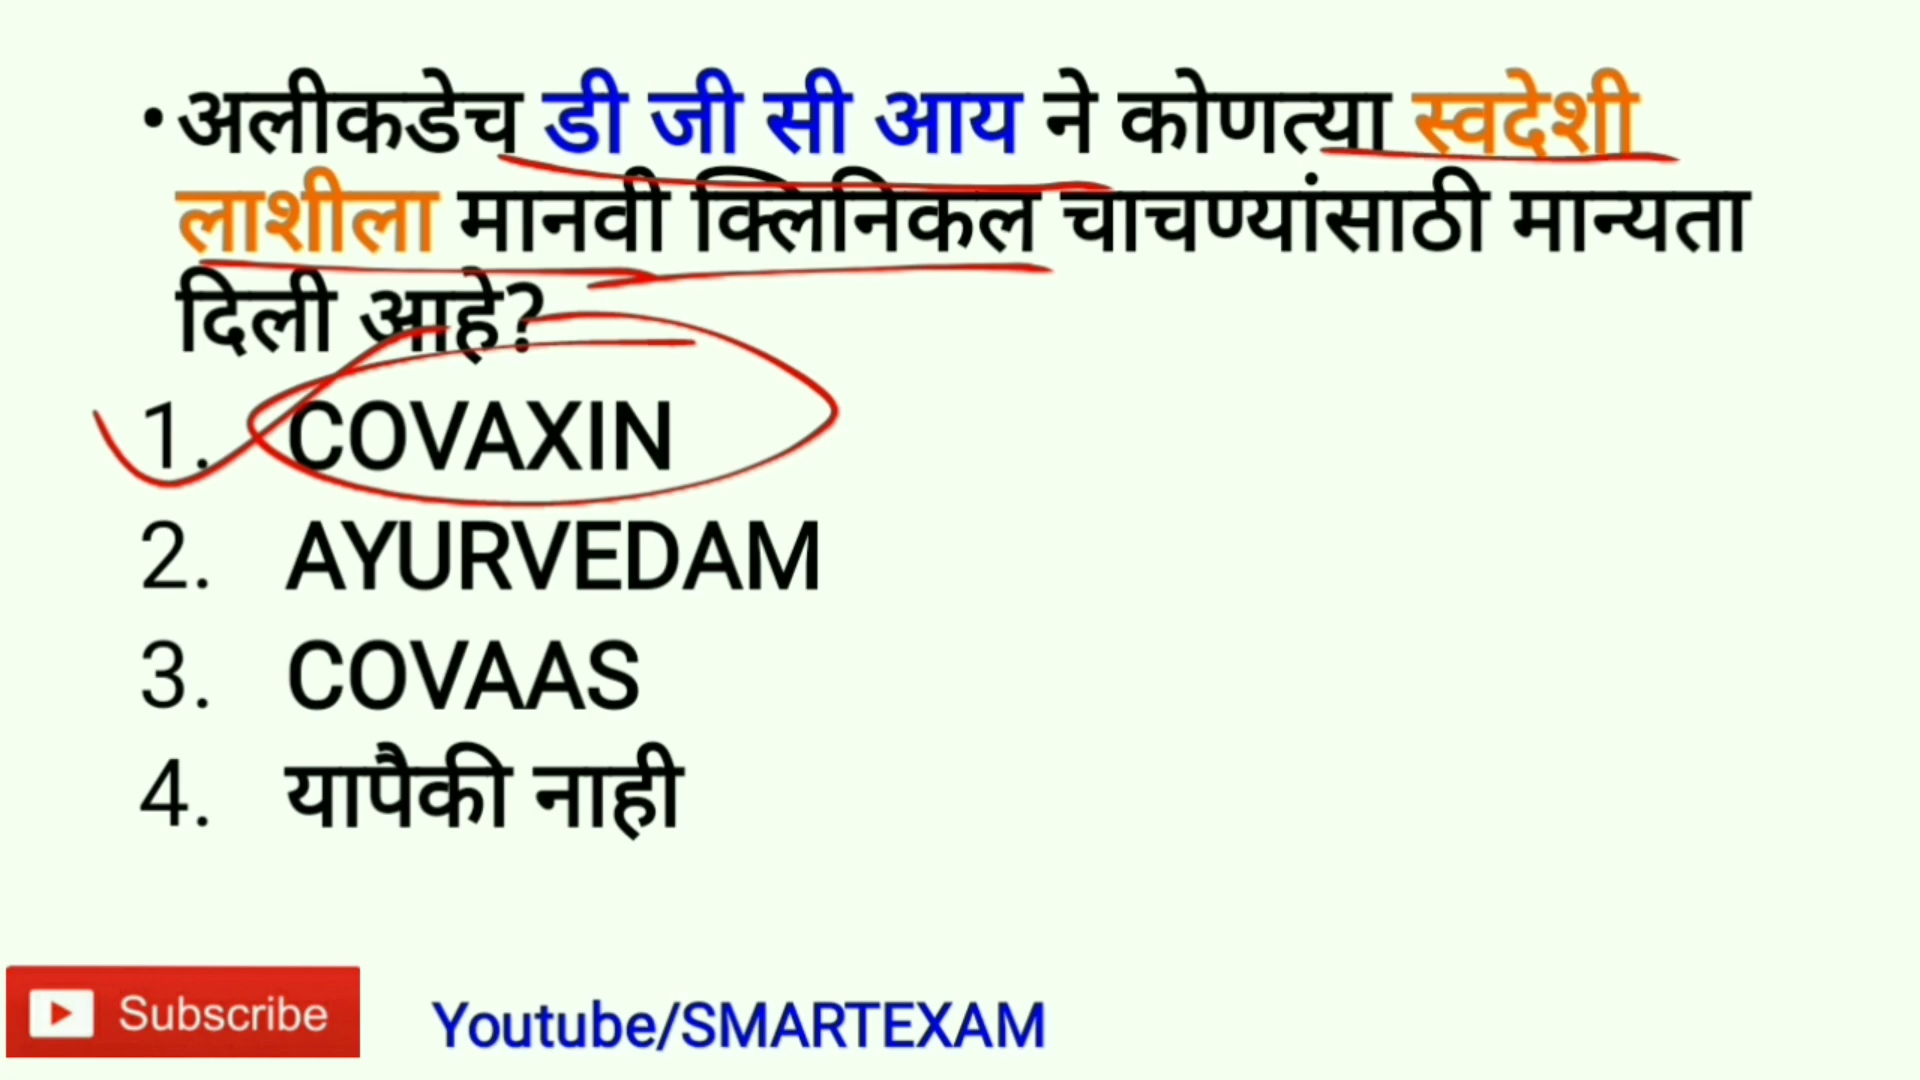 • अलीकडेच डी जी सी आय ने कोणत्या स्वदेशी
लाशीला मानवी क्लिनिकल चाचण्यांसाठी मान्यता
दिली आहे?
1. COVAXIN
2. AYURVEDAM
3. COVAAS
4. यापैकी नाही
Subscribe Youtube/SMARTEXAM